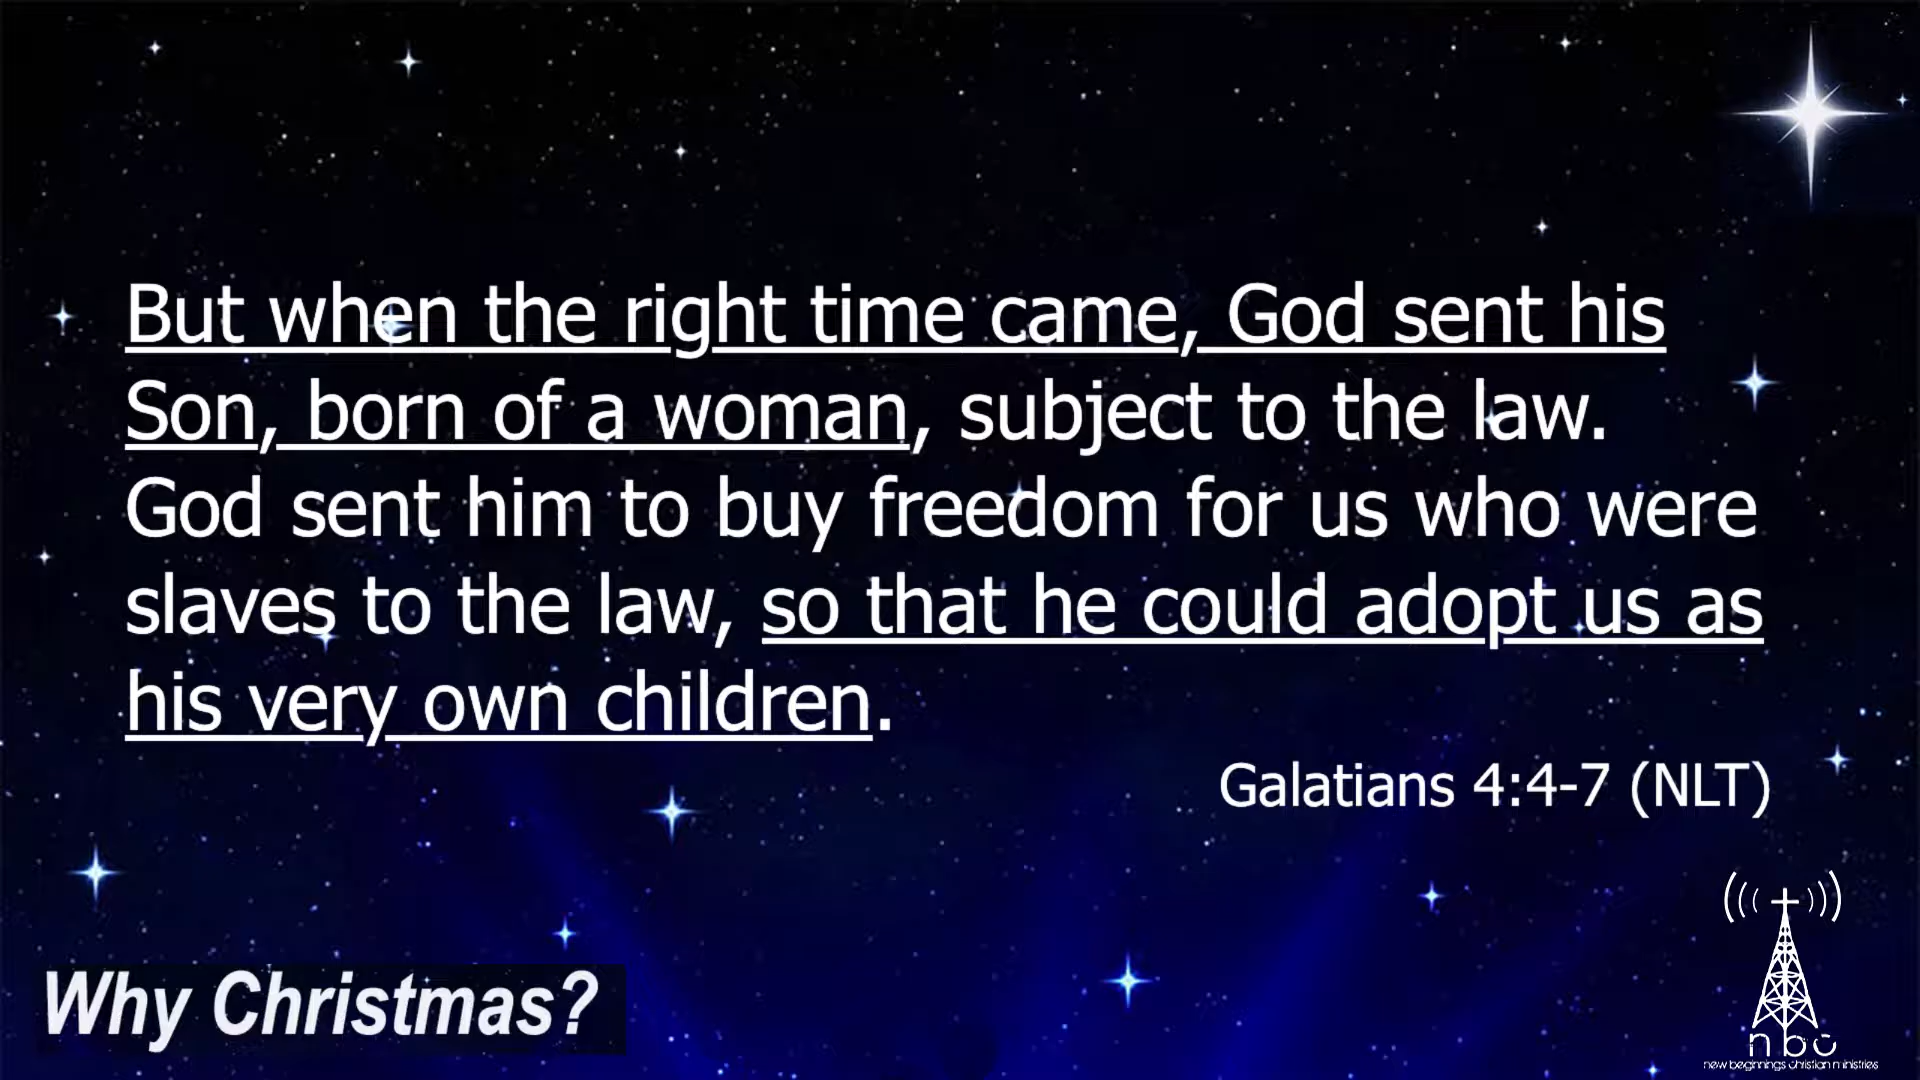 But when the right time came, God sent his
Son, born of a woman, subject to the law.
God sent him to buy freedom for us who were
slaves to the law, so that he could adopt us as
his very own children.
Galatians 4:4-7 (NLT)
Why Christmas?
nbc
new beginnings christian ministries